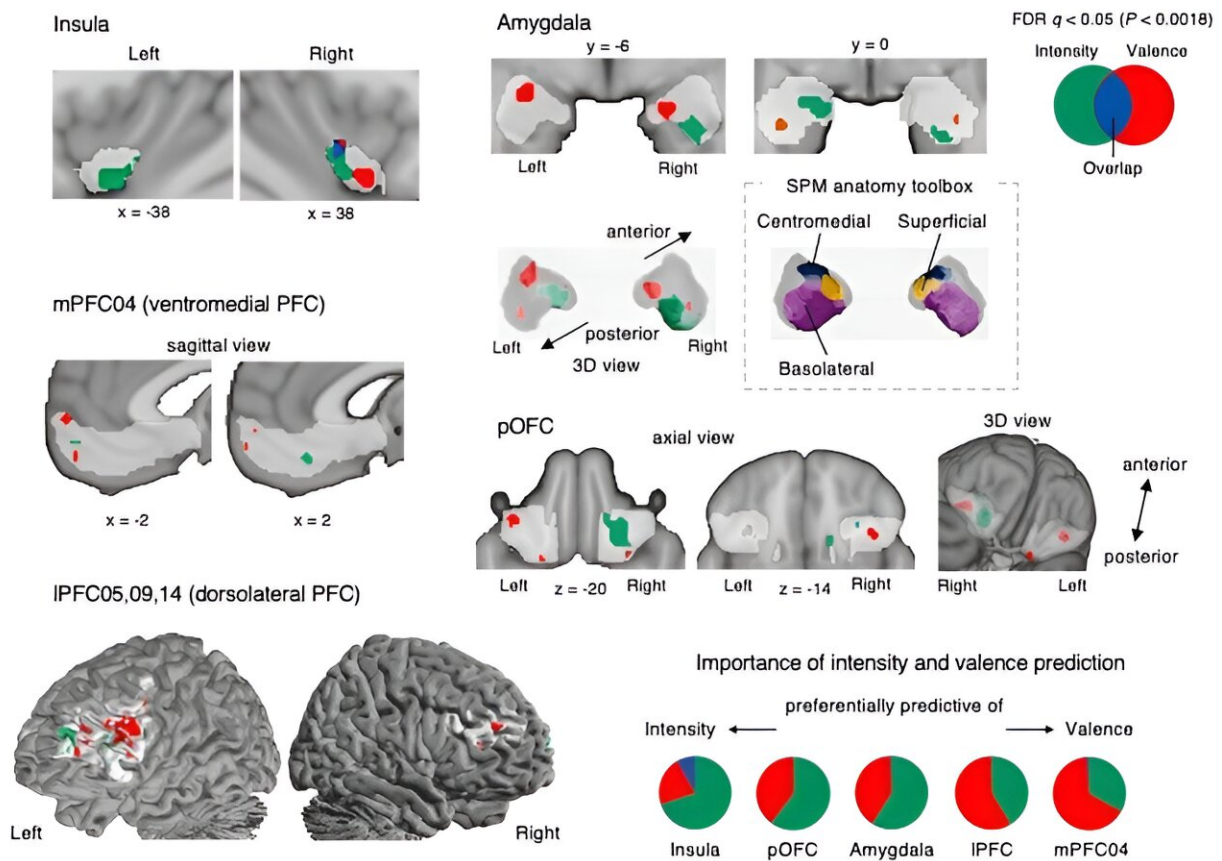 Insula
Left
Right
x = -38
x = 38
Amygdala
y = -6
y = 0
Left
Right
FDR q < 0.05 (P < 0.0018)
Intensity
Valence
Overlap
anterior
posterior
Left
Right
3D view
SPM anatomy toolbox
Centromedial
Superficial
Basolateral
mPFC04 (ventromedial PFC)
sagittal view
x = -2
x = 2
pOFC
axial view
3D view
Left
z = -20
Right
Left
z = -14
Right
anterior
posterior
Right
Left
lPFC05,09,14 (dorsolateral PFC)
Left
Right
Importance of intensity and valence prediction
preferentially predictive of
Intensity
Valence
Insula
pOFC
Amygdala
lPFC
mPFC04